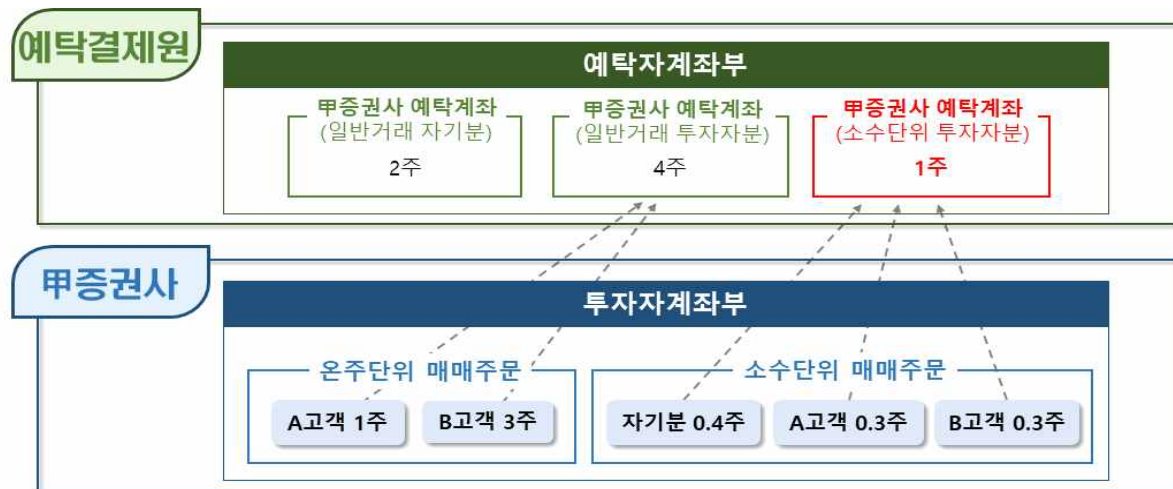 예탁결제원
예탁자계좌부
甲증권사 예탁계좌
(일반거래 자기분)
2주
甲증권사 예탁계좌
(일반거래 투자자분)
4주
甲증권사 예탁계좌
(소수단위 투자자분)
1주
甲증권사
투자자계좌부
온주단위 매매주문
A고객 1주
B고객 3주
소수단위 매매주문
자기분 0.4주
A고객 0.3주
B고객 0.3주